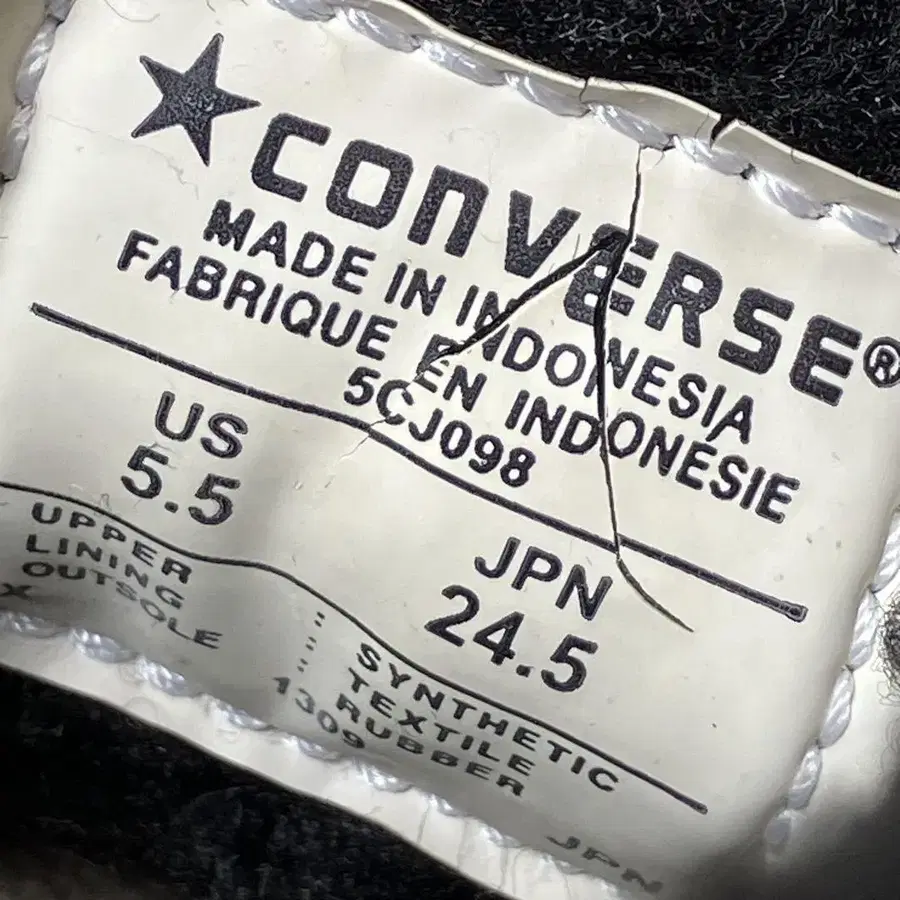 CONVERSE®
MADE IN INDONESIA
FABRIQUE EN INDONESIE
5CJ098
US JPN
5.5 24.5
UPPER : SYNTHETIC
LINING : TEXTILE
OUTSOLE : RUBBER
X 1309 JPN